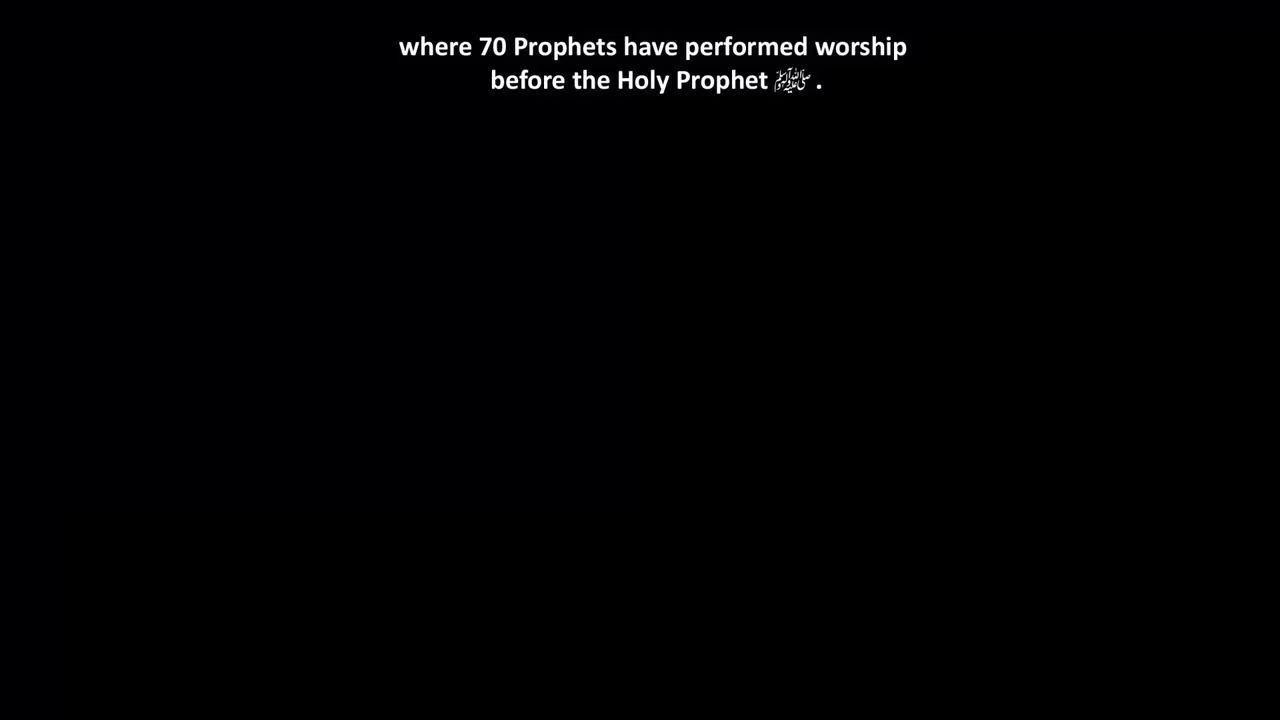 where 70 Prophets have performed worship
before the Holy Prophet ﷺ .